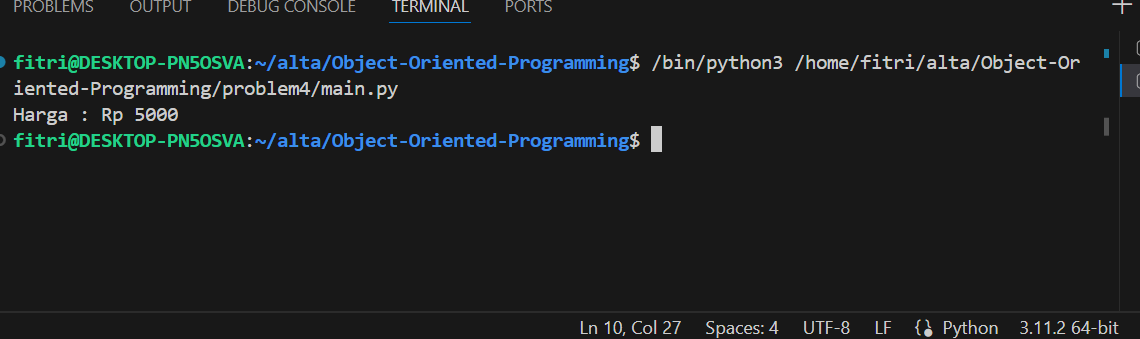 PROBLEMS OUTPUT DEBUG CONSOLE TERMINAL PORTS
fitri@DESKTOP-PN5OSVA:~/alta/Object-Oriented-Programming$ /bin/python3 /home/fitri/alta/Object-Or
iented-Programming/problem4/main.py
Harga : Rp 5000
fitri@DESKTOP-PN5OSVA:~/alta/Object-Oriented-Programming$
Ln 10, Col 27 Spaces: 4 UTF-8 LF {} Python 3.11.2 64-bit